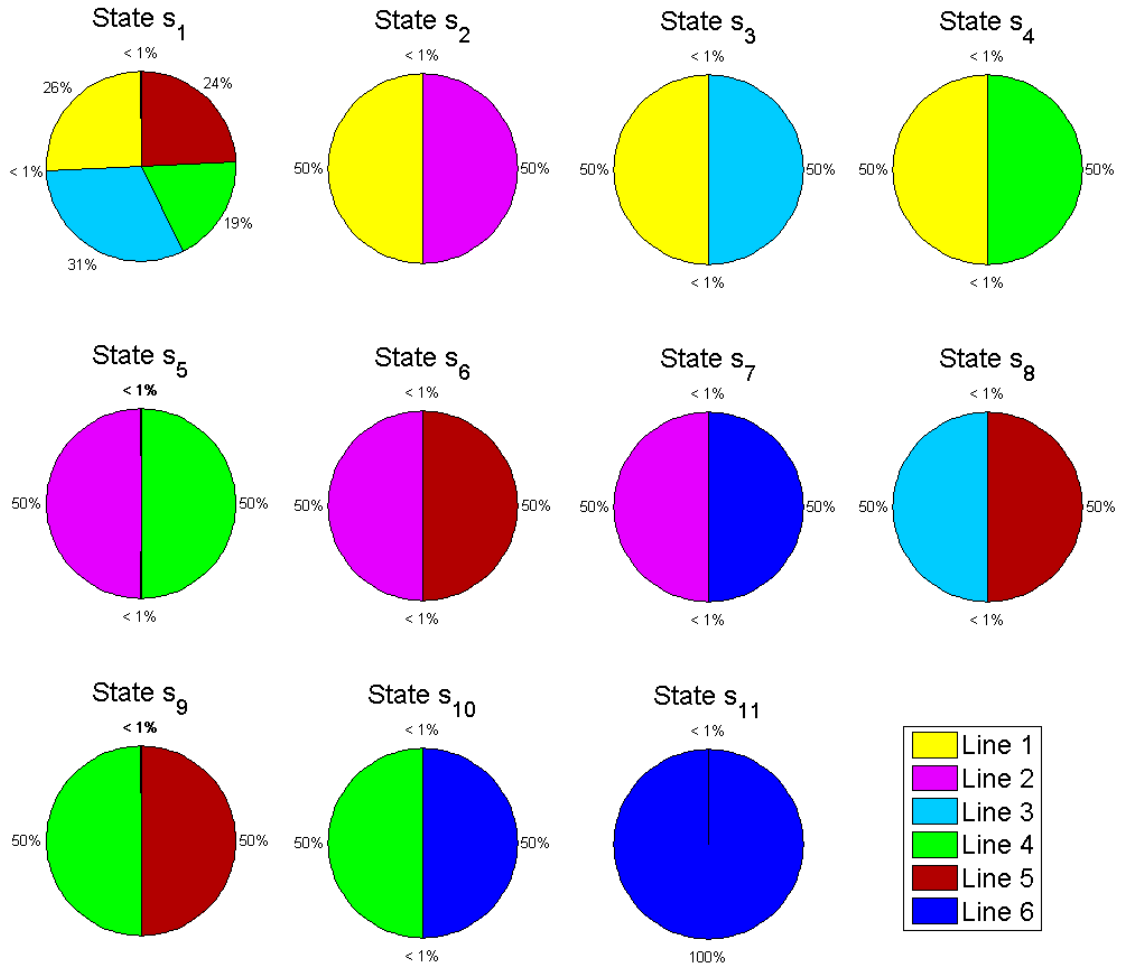 State s1
State s2
State s3
State s4
< 1%
26%
24%
< 1%
19%
31%
< 1%
50%
50%
< 1%
50%
50%
< 1%
< 1%
50%
50%
< 1%
State s5
State s6
State s7
State s8
< 1%
50%
50%
< 1%
< 1%
50%
50%
< 1%
< 1%
50%
50%
< 1%
< 1%
50%
50%
State s9
State s10
State s11
< 1%
50%
50%
< 1%
50%
50%
< 1%
< 1%
100%
Line 1
Line 2
Line 3
Line 4
Line 5
Line 6